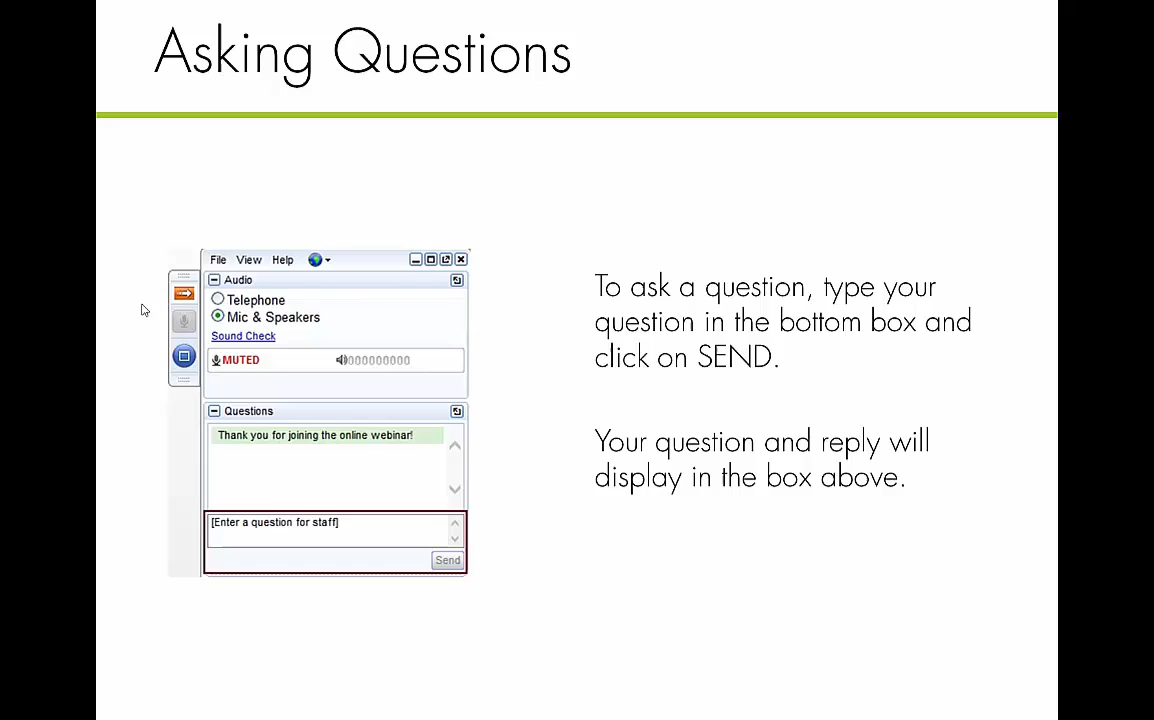 Asking Questions
File View Help
Audio
Telephone
Mic & Speakers
Sound Check
MUTED 000000000
Questions
Thank you for joining the online webinar!
[Enter a question for staff]
Send
To ask a question, type your
question in the bottom box and
click on SEND.
Your question and reply will
display in the box above.